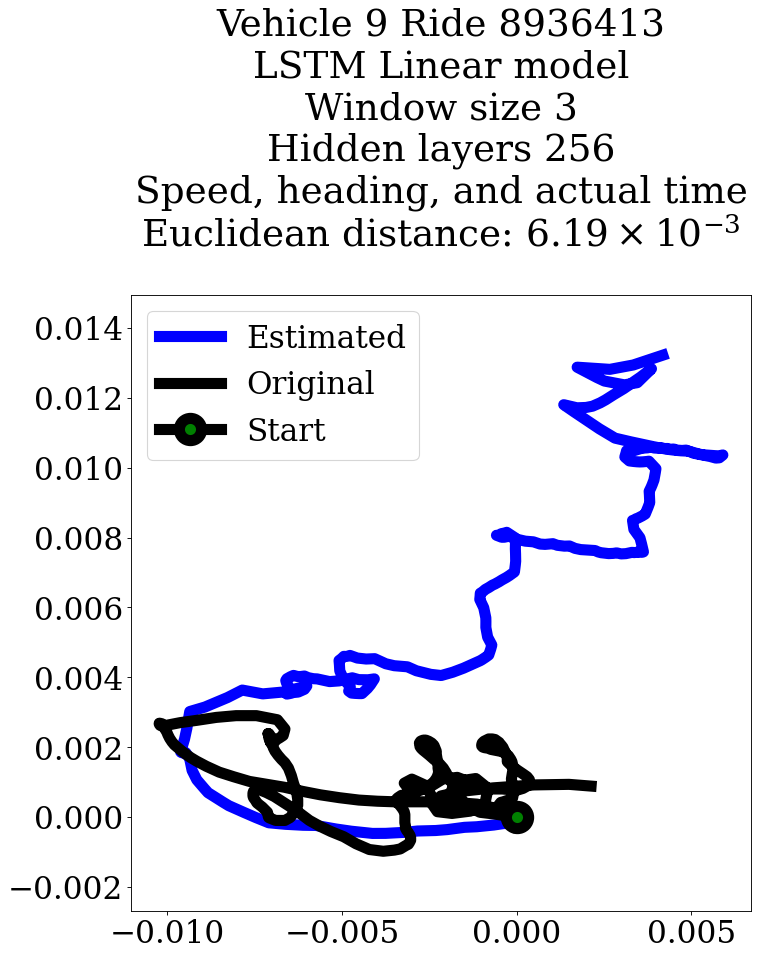 Vehicle 9 Ride 8936413
LSTM Linear model
Window size 3
Hidden layers 256
Speed, heading, and actual time
Euclidean distance: 6.19 × 10⁻³
Estimated
Original
Start
0.014
0.012
0.010
0.008
0.006
0.004
0.002
0.000
−0.002
−0.010 −0.005 0.000 0.005